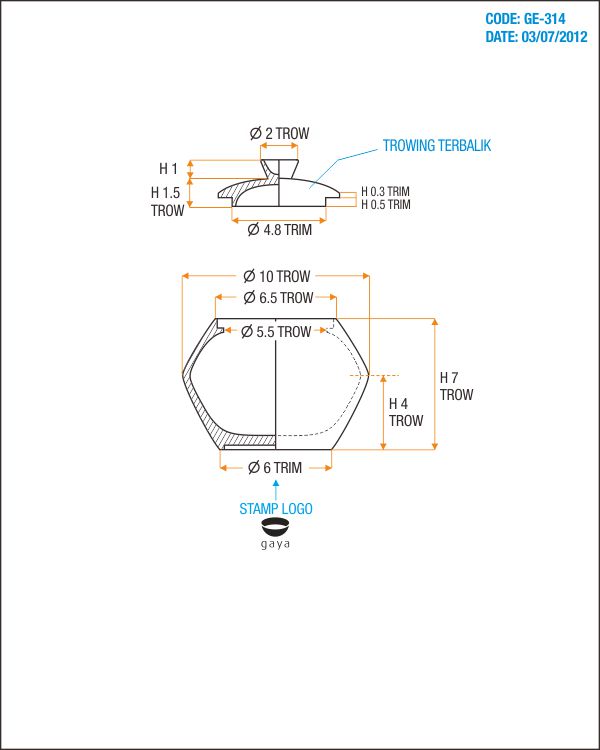 CODE: GE-314
DATE: 03/07/2012
Ø 2 TROW
TROWING TERBALIK
H 1
H 1.5
TROW
H 0.3 TRIM
H 0.5 TRIM
Ø 4.8 TRIM
Ø 10 TROW
Ø 6.5 TROW
Ø 5.5 TROW
H 7
TROW
H 4
TROW
Ø 6 TRIM
STAMP LOGO
gaya